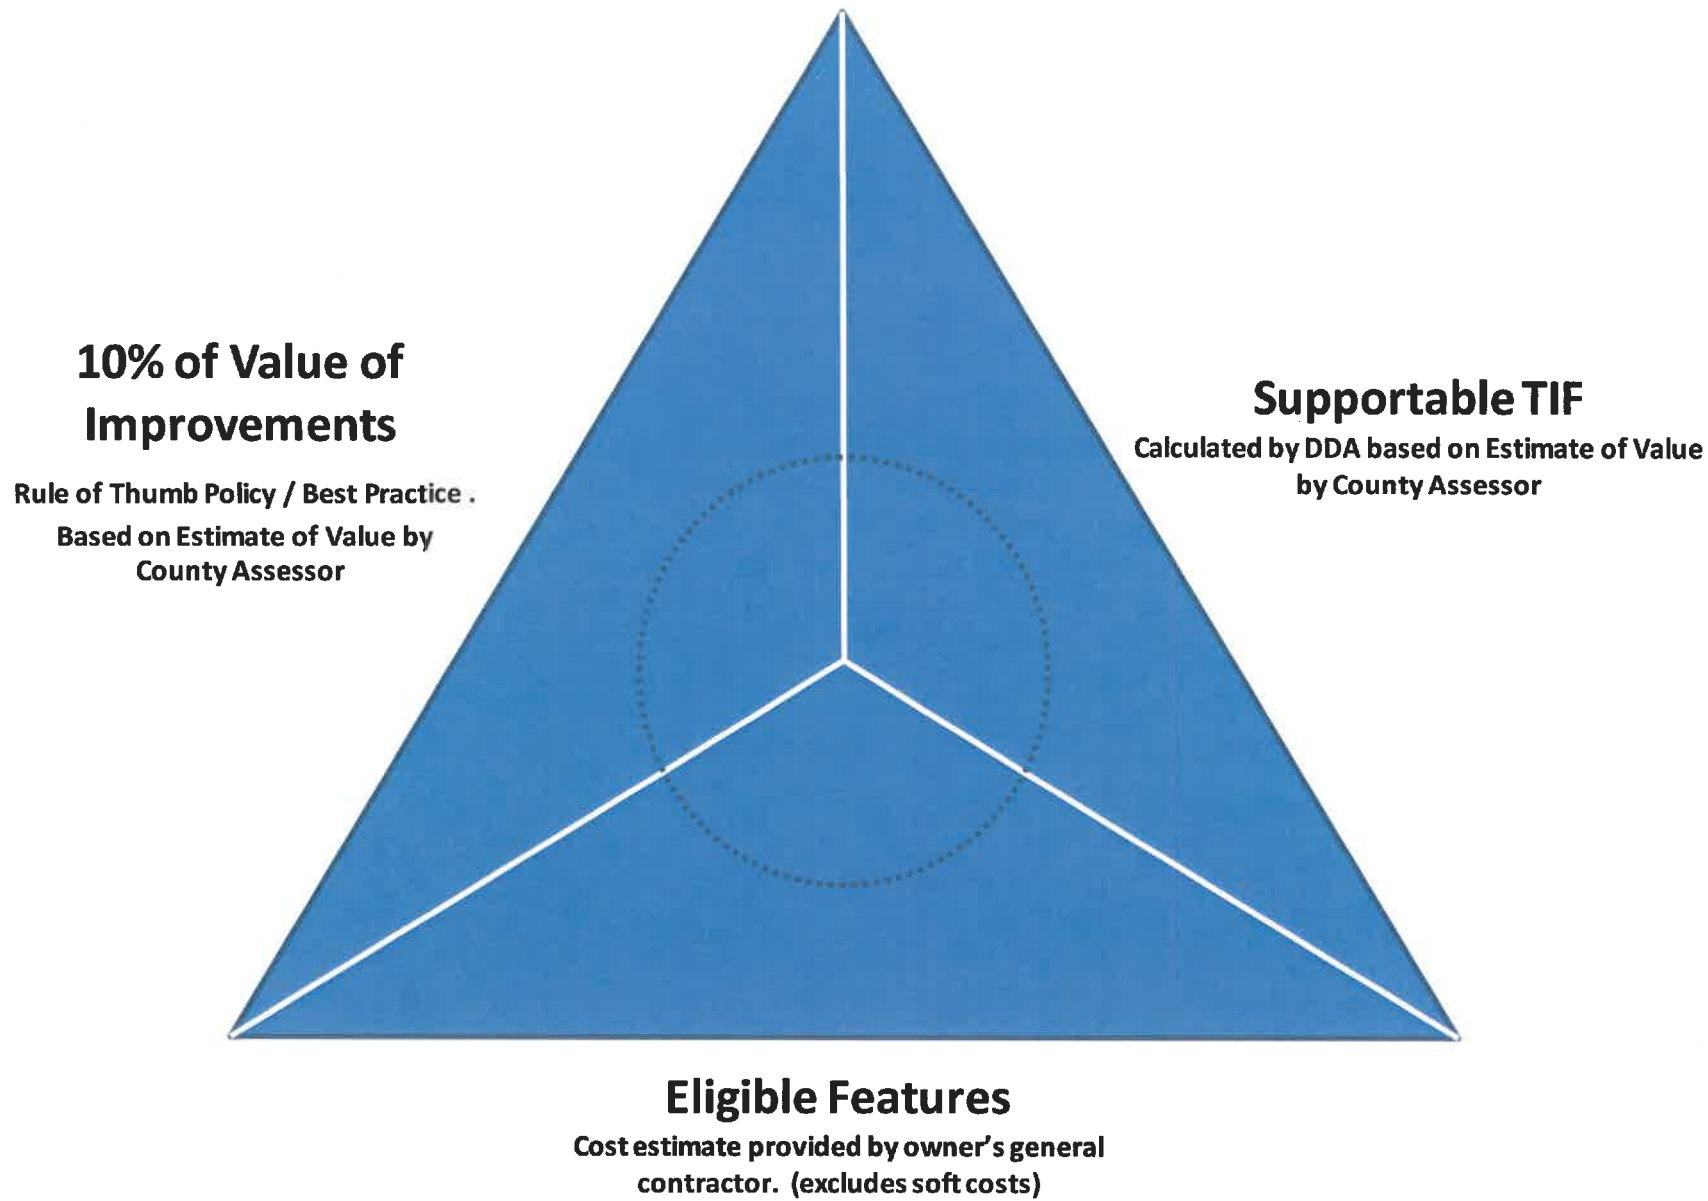 10% of Value of
Improvements
Rule of Thumb Policy / Best Practice .
Based on Estimate of Value by
County Assessor
Supportable TIF
Calculated by DDA based on Estimate of Value
by County Assessor
Eligible Features
Cost estimate provided by owner's general
contractor. (excludes soft costs)